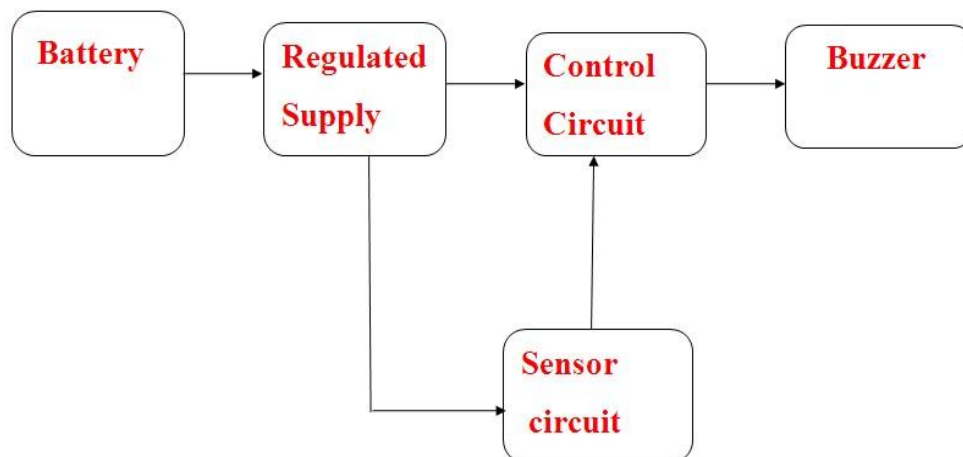 Battery
Regulated
Supply
Control
Circuit
Buzzer
Sensor
circuit